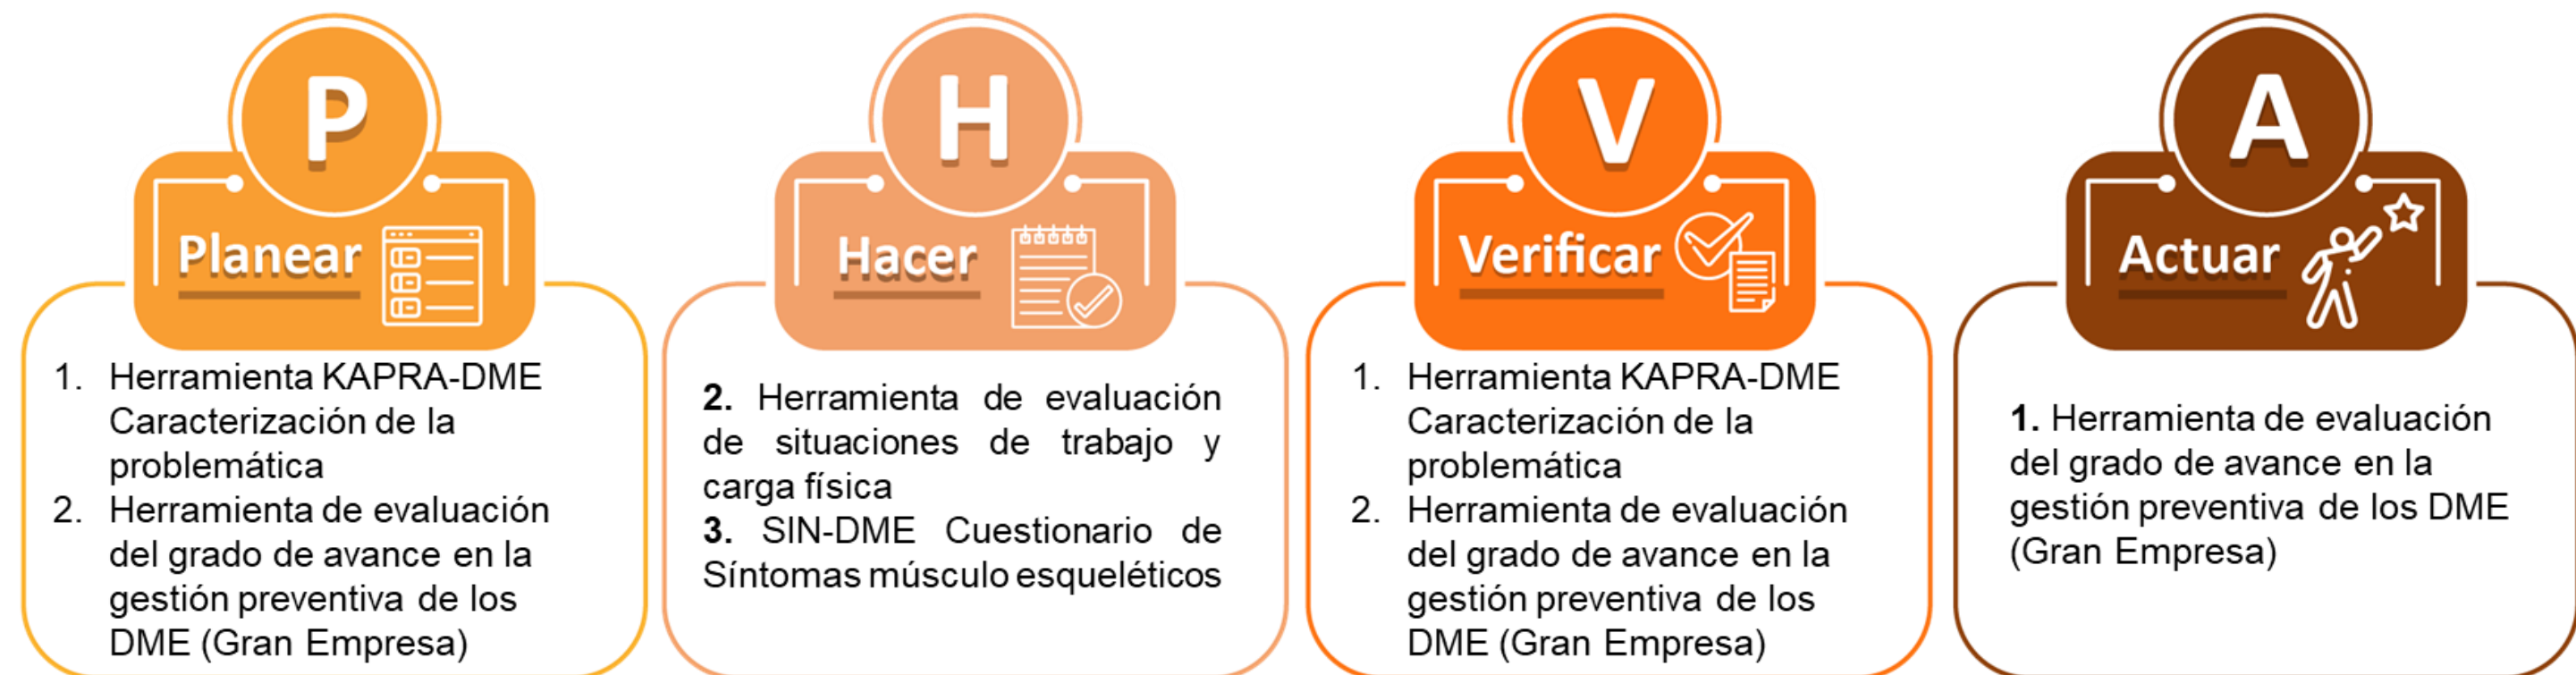 P
Planear
1. Herramienta KAPRA-DME
Caracterización de la
problemática
2. Herramienta de evaluación
del grado de avance en la
gestión preventiva de los
DME (Gran Empresa)
H
Hacer
2. Herramienta de evaluación
de situaciones de trabajo y
carga física
3. SIN-DME Cuestionario de
Síntomas músculo esqueléticos
V
Verificar
1. Herramienta KAPRA-DME
Caracterización de la
problemática
2. Herramienta de evaluación
del grado de avance en la
gestión preventiva de los
DME (Gran Empresa)
A
Actuar
1. Herramienta de evaluación
del grado de avance en la
gestión preventiva de los DME
(Gran Empresa)